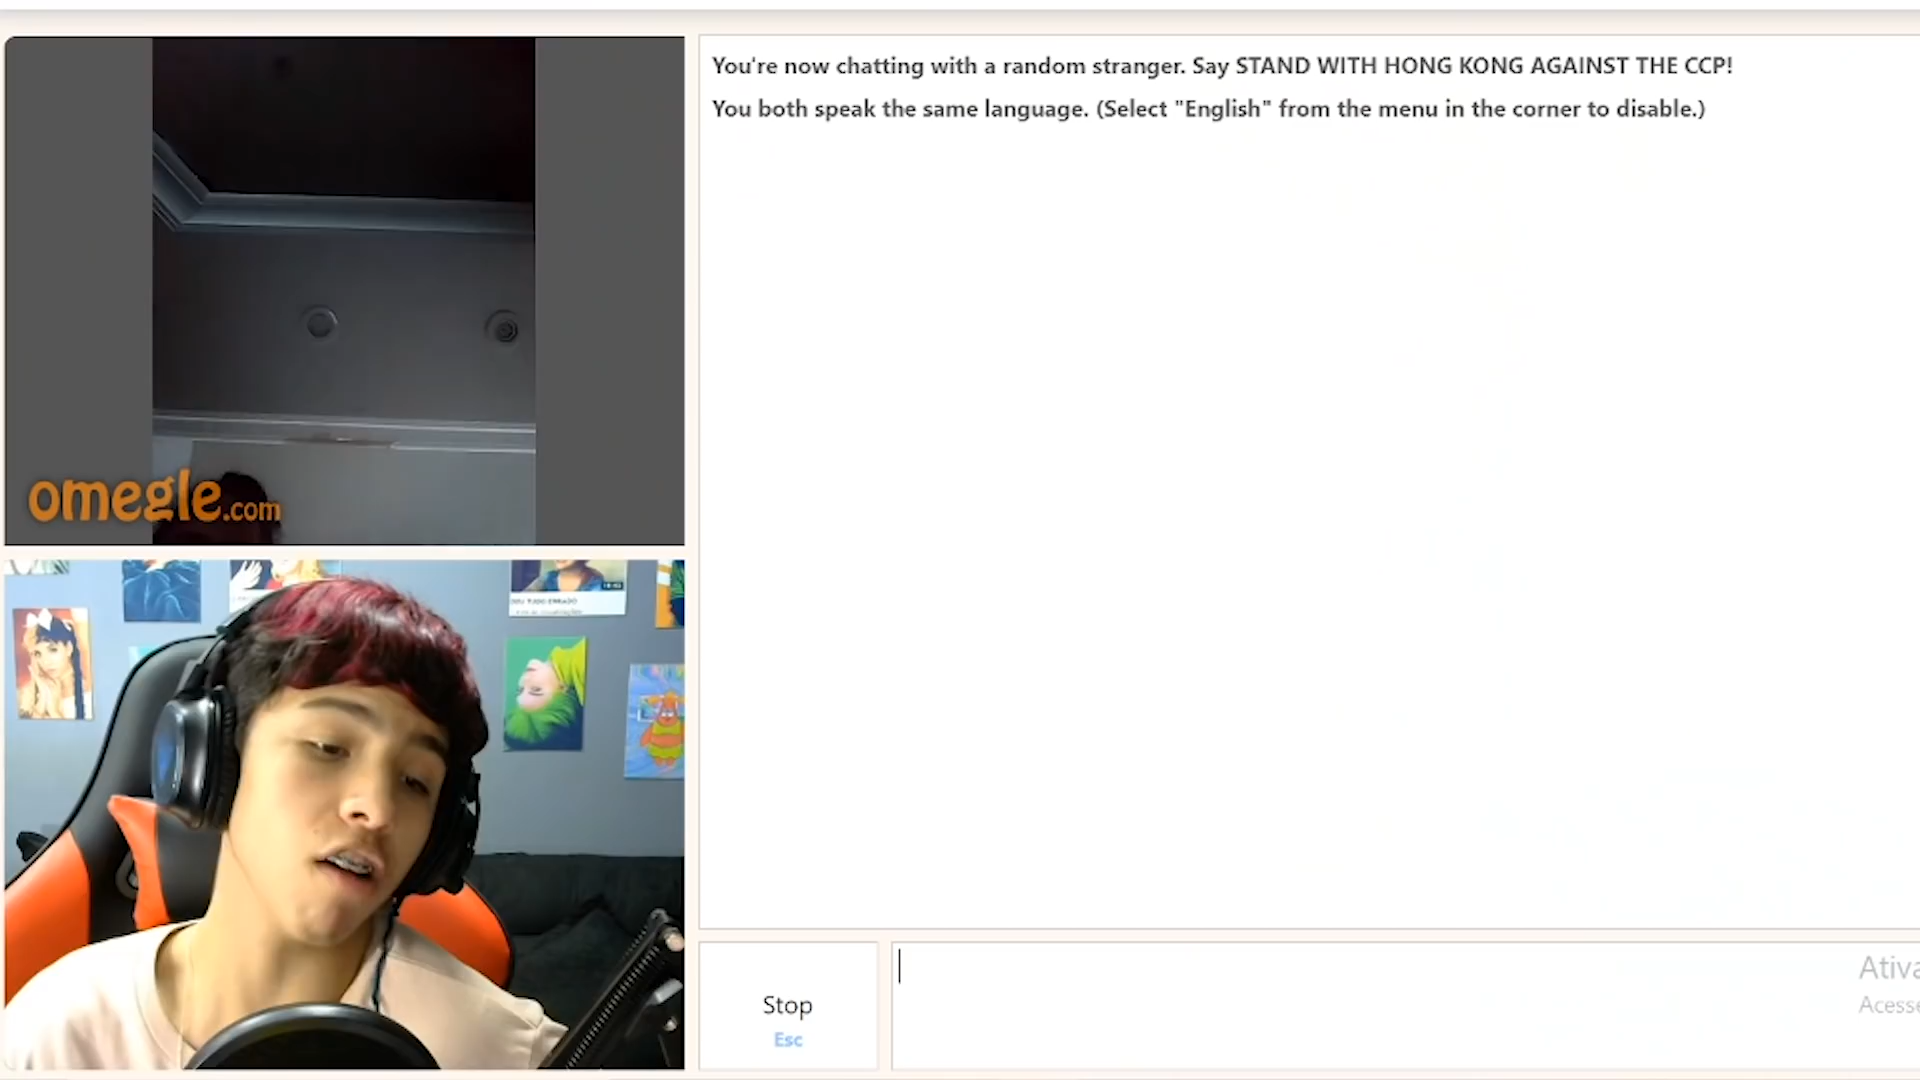 You're now chatting with a random stranger. Say STAND WITH HONG KONG AGAINST THE CCP!
You both speak the same language. (Select "English" from the menu in the corner to disable.)
omegle.com
Stop
Esc
Ativa
Acesse